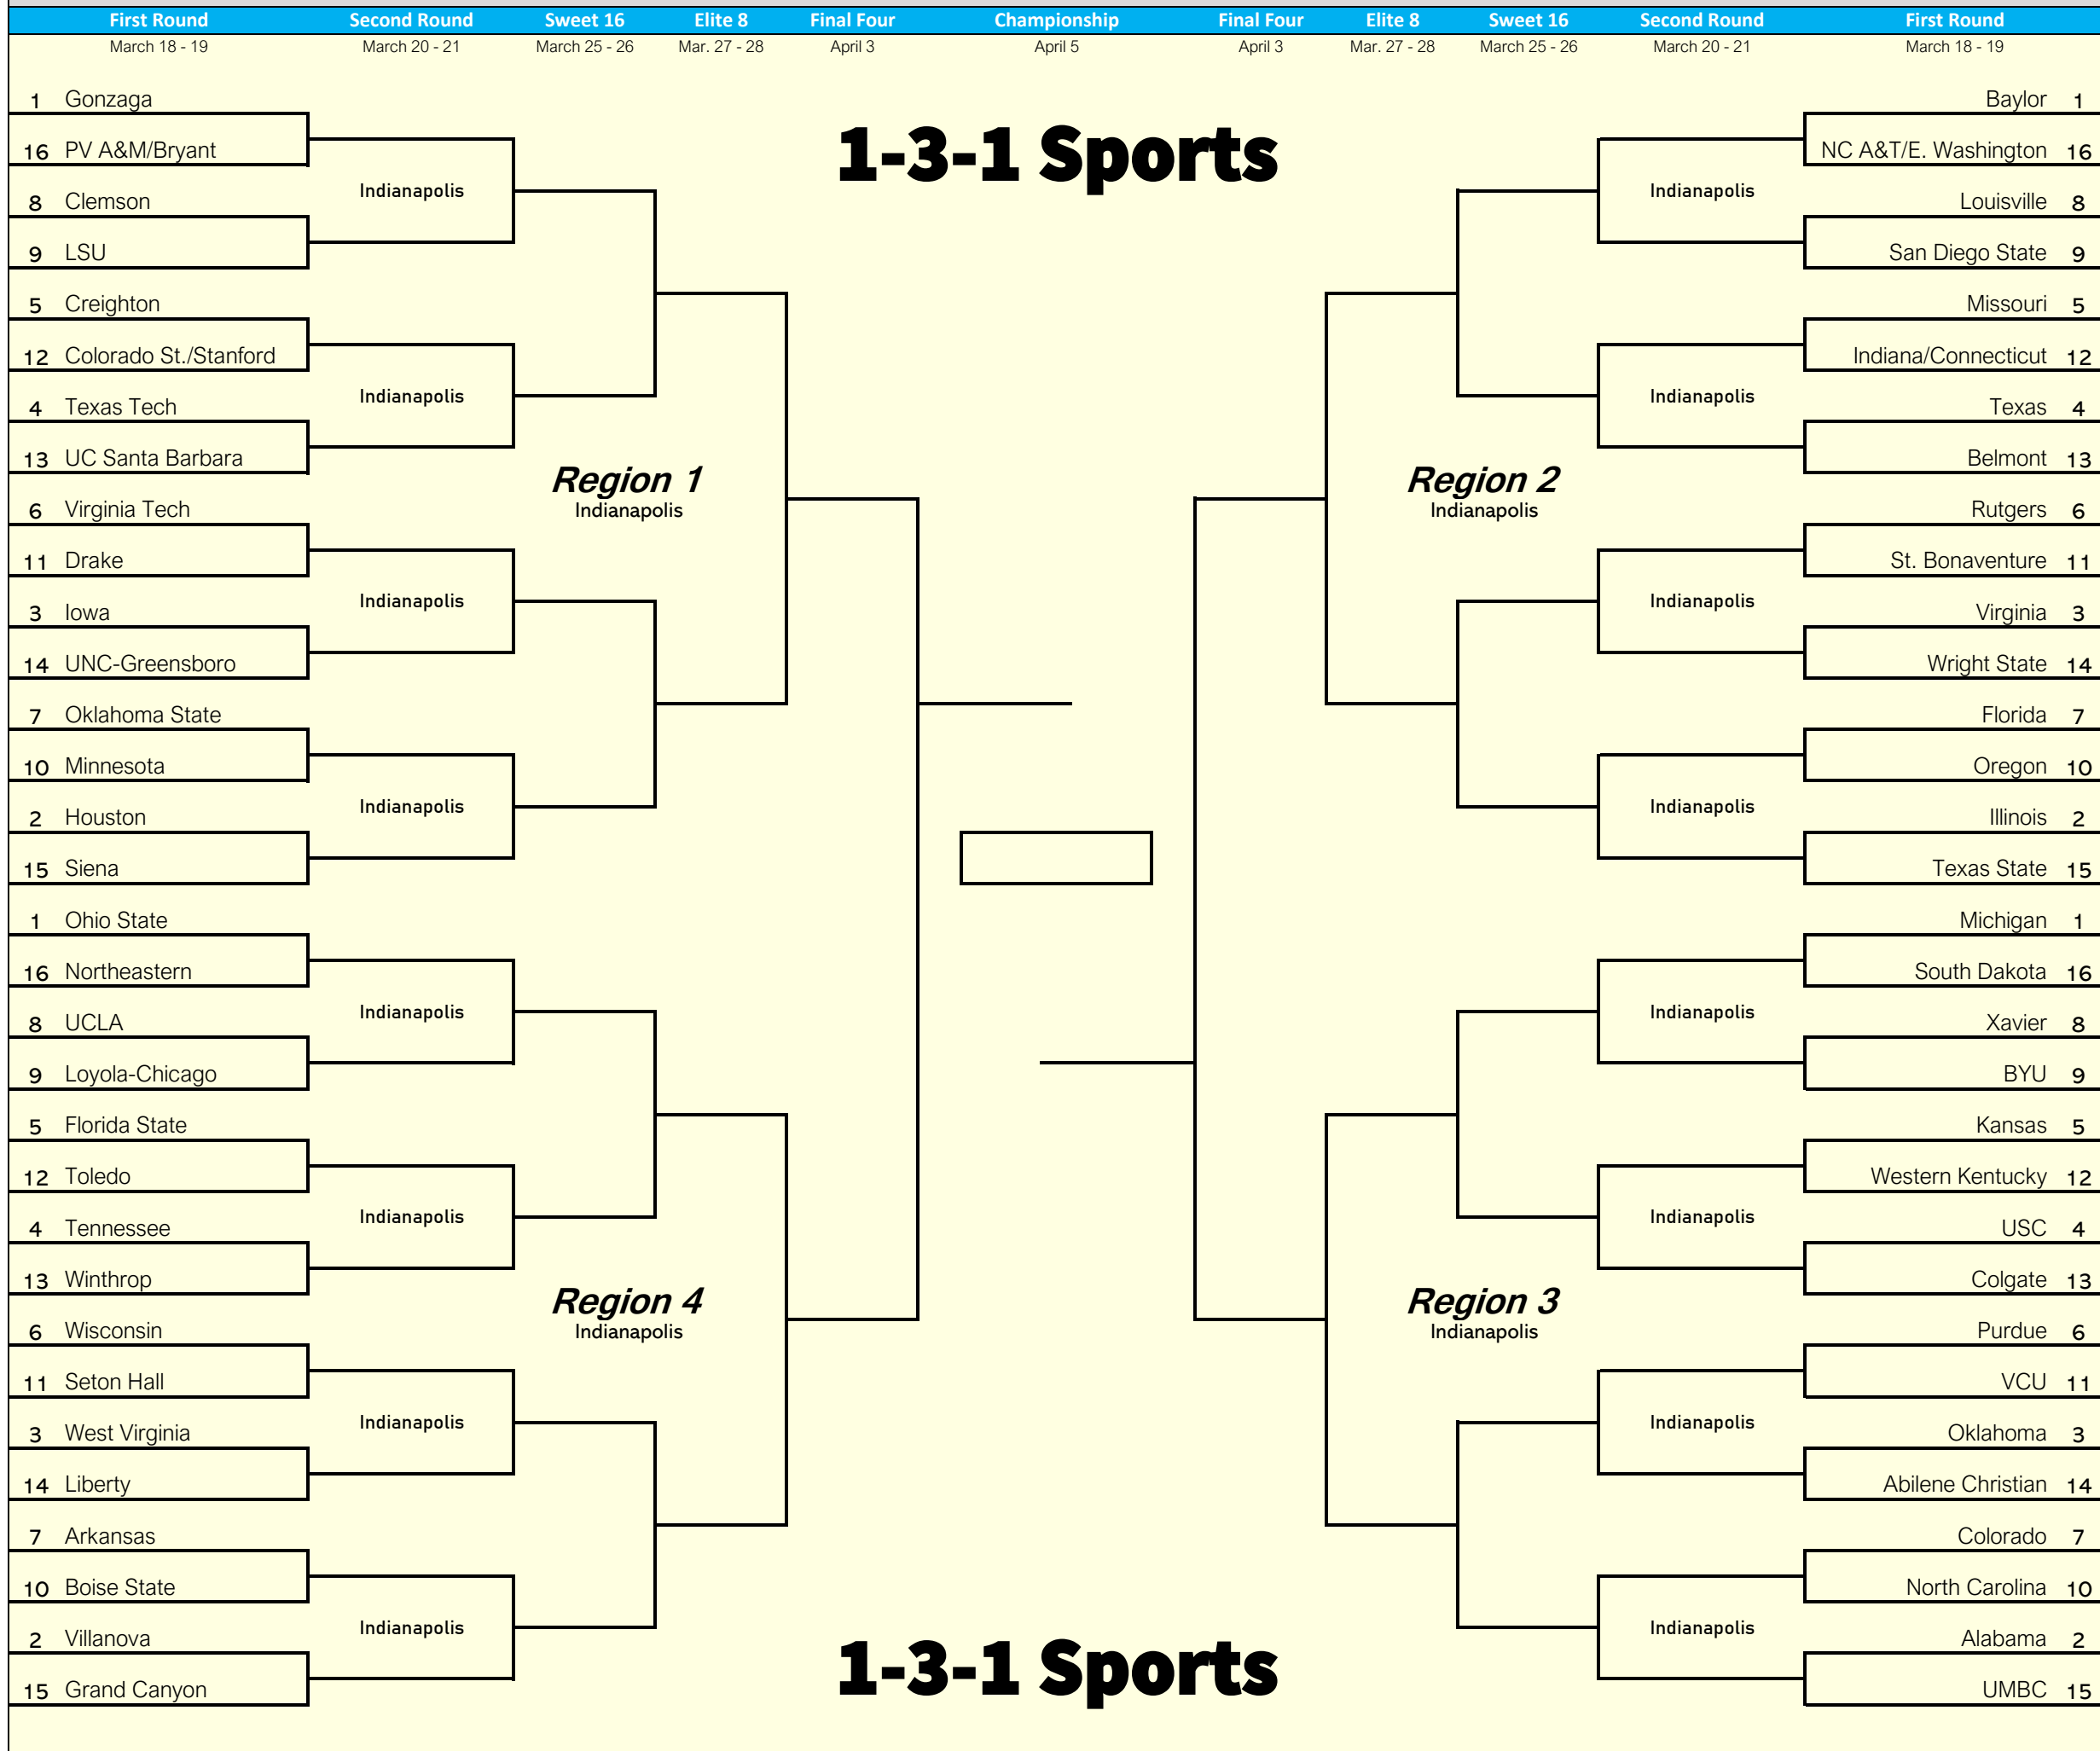 First Round Second Round Sweet 16 Elite 8 Final Four Championship Final Four Elite 8 Sweet 16 Second Round First Round
March 18 - 19 March 20 - 21 March 25 - 26 Mar. 27 - 28 April 3 April 5 April 3 Mar. 27 - 28 March 25 - 26 March 20 - 21 March 18 - 19
1-3-1 Sports
1 Gonzaga
16 PV A&M/Bryant
Indianapolis
8 Clemson
9 LSU
5 Creighton
12 Colorado St./Stanford
Indianapolis
4 Texas Tech
13 UC Santa Barbara
Region 1
Indianapolis
6 Virginia Tech
11 Drake
Indianapolis
3 Iowa
14 UNC-Greensboro
7 Oklahoma State
10 Minnesota
Indianapolis
2 Houston
15 Siena
1 Ohio State
16 Northeastern
Indianapolis
8 UCLA
9 Loyola-Chicago
5 Florida State
12 Toledo
Indianapolis
4 Tennessee
13 Winthrop
Region 4
Indianapolis
6 Wisconsin
11 Seton Hall
Indianapolis
3 West Virginia
14 Liberty
7 Arkansas
10 Boise State
Indianapolis
2 Villanova
15 Grand Canyon
Baylor 1
NC A&T/E. Washington 16
Indianapolis
Louisville 8
San Diego State 9
Missouri 5
Indiana/Connecticut 12
Indianapolis
Texas 4
Belmont 13
Region 2
Indianapolis
Rutgers 6
St. Bonaventure 11
Indianapolis
Virginia 3
Wright State 14
Florida 7
Oregon 10
Indianapolis
Illinois 2
Texas State 15
Michigan 1
South Dakota 16
Indianapolis
Xavier 8
BYU 9
Kansas 5
Western Kentucky 12
Indianapolis
USC 4
Colgate 13
Region 3
Indianapolis
Purdue 6
VCU 11
Indianapolis
Oklahoma 3
Abilene Christian 14
Colorado 7
North Carolina 10
Indianapolis
Alabama 2
UMBC 15
1-3-1 Sports